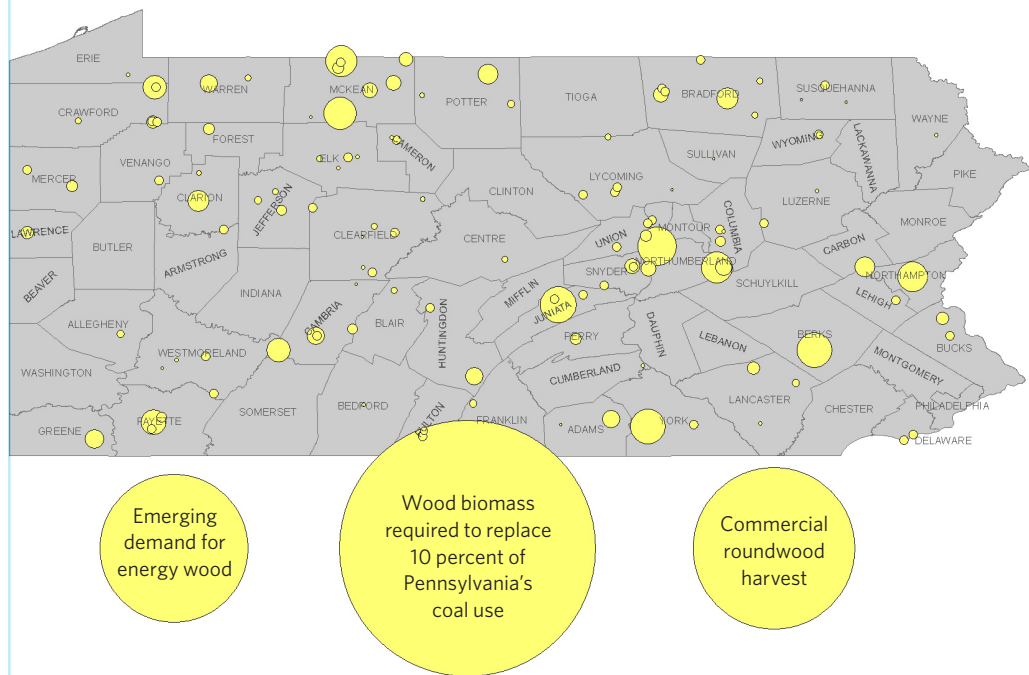 ERIE
CRAWFORD
WARREN
MCKEAN
POTTER
TIOGA
BRADFORD
SUSQUEHANNA
WAYNE
FOREST
VENANGO
ELK
CAMERON
SULLIVAN
WYOMING
LACKAWANNA
PIKE
MERCER
CLARION
JEFFERSON
CLINTON
LYCOMING
LUZERNE
MONROE
LAWRENCE
BUTLER
ARMSTRONG
CLEARFIELD
CENTRE
UNION
MONTOUR
COLUMBIA
CARBON
BEAVER
INDIANA
MIFFLIN
SNYDER
NORTHUMBERLAND
SCHUYLKILL
NORTHAMPTON
LEHIGH
ALLEGHENY
CAMBRIA
BLAIR
HUNTINGDON
JUNIATA
PERRY
DAUPHIN
LEBANON
BERKS
BUCKS
WASHINGTON
WESTMORELAND
CUMBERLAND
MONTGOMERY
GREENE
FAYETTE
SOMERSET
BEDFORD
FULTON
FRANKLIN
ADAMS
YORK
LANCASTER
CHESTER
PHILADELPHIA
DELAWARE
Emerging
demand for
energy wood
Wood biomass
required to replace
10 percent of
Pennsylvania's
coal use
Commercial
roundwood
harvest